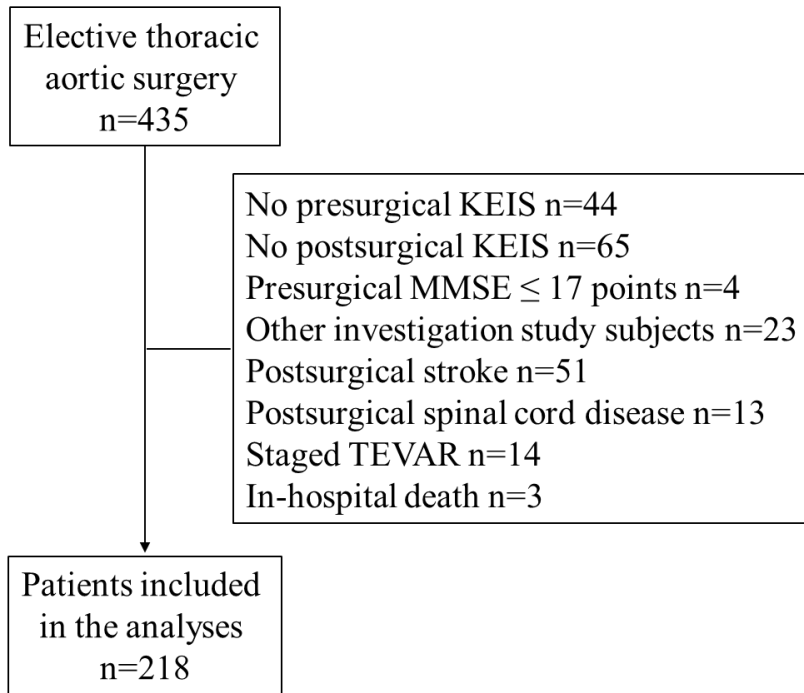 Elective thoracic
aortic surgery
n=435
No presurgical KEIS n=44
No postsurgical KEIS n=65
Presurgical MMSE ≤ 17 points n=4
Other investigation study subjects n=23
Postsurgical stroke n=51
Postsurgical spinal cord disease n=13
Staged TEVAR n=14
In-hospital death n=3
Patients included
in the analyses
n=218